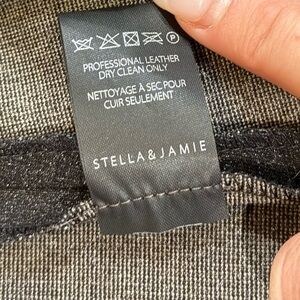 P
PROFESSIONAL LEATHER
DRY CLEAN ONLY
NETTOYAGE À SEC POUR
CUIR SEULEMENT
STELLA & JAMIE